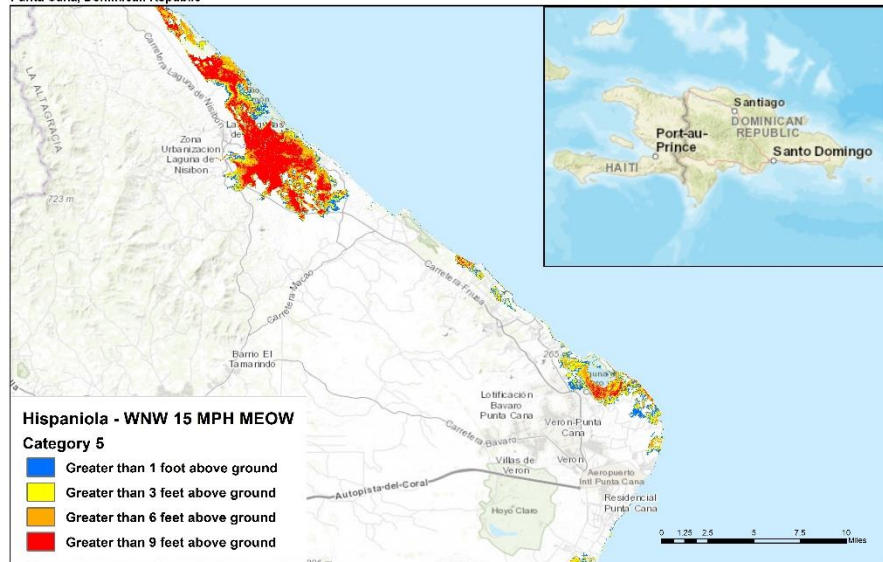 Punta Cana, Dominican Republic
LA ALTAGRACIA
Carretera Laguna de Nisibon
Zona
Urbanizacion
Laguna de
Nisibon
723 m
Carretera Macao
Carretera-Friusa
Barrio El
Tamarindo
265 m
Lotificación
Bavaro
Punta Cana
Veron-Punta
Cana
Carretera-Bavaro
Villas de
Veron
Veron
Aeropuerto
Intl Punta Cana
Autopista-del-Coral
Residencial
Punta Cana
Hoyo Claro
Santiago
DOMINICAN
REPUBLIC
Port-au-
Prince
Santo Domingo
HAITI
Hispaniola - WNW 15 MPH MEOW
Category 5
Greater than 1 foot above ground
Greater than 3 feet above ground
Greater than 6 feet above ground
Greater than 9 feet above ground
0 1.25 2.5 5 7.5 10
Miles